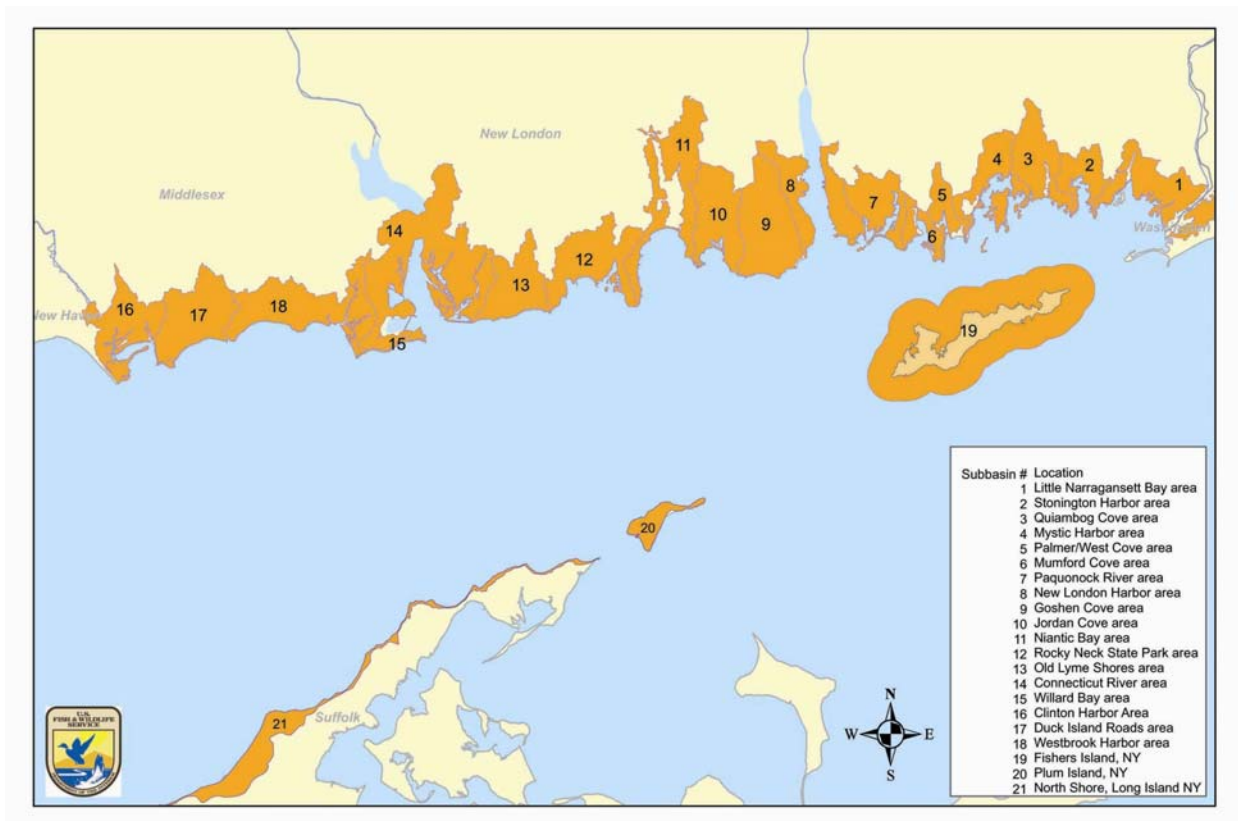 New London
Middlesex
New Haven
Suffolk
11
4
3
2
8
1
10
9
7
5
14
6
12
13
16
17
18
15
19
20
21
Subbasin # Location
1 Little Narragansett Bay area
2 Stonington Harbor area
3 Quiambog Cove area
4 Mystic Harbor area
5 Palmer/West Cove area
6 Mumford Cove area
7 Paquonock River area
8 New London Harbor area
9 Goshen Cove area
10 Jordan Cove area
11 Niantic Bay area
12 Rocky Neck State Park area
13 Old Lyme Shores area
14 Connecticut River area
15 Willard Bay area
16 Clinton Harbor Area
17 Duck Island Roads area
18 Westbrook Harbor area
19 Fishers Island, NY
20 Plum Island, NY
21 North Shore, Long Island NY
N
W E
S
U.S.
FISH & WILDLIFE
SERVICE